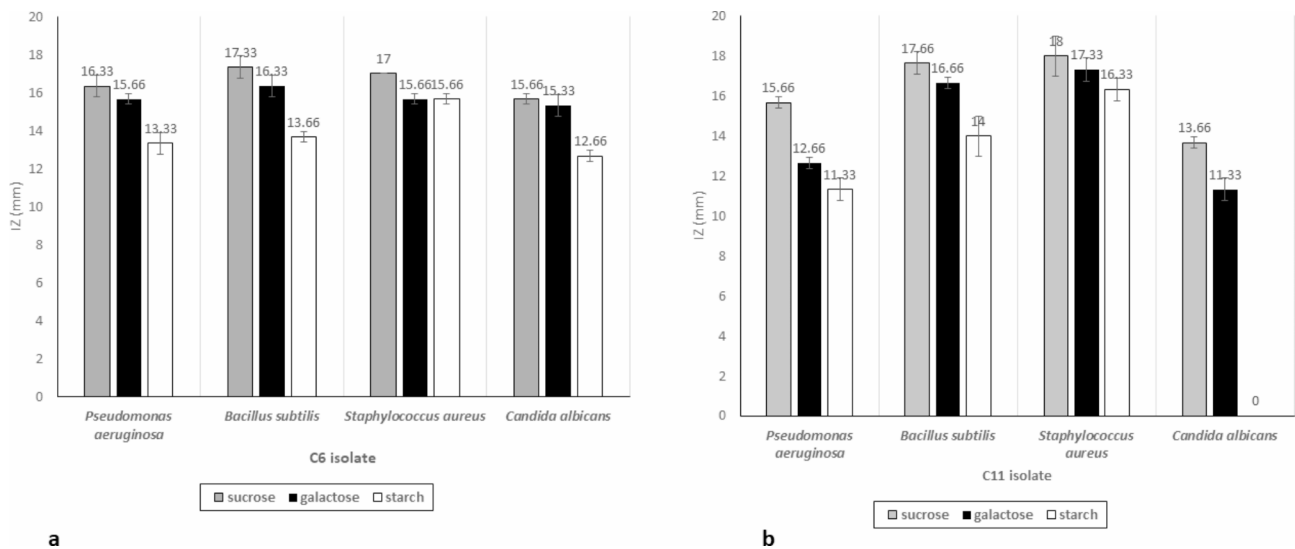 20
18
16
14
12
10
8
6
4
2
0
IZ (mm)
16.33
15.66
13.33
17.33
16.33
13.66
17
15.66
15.66
15.66
15.33
12.66
Pseudomonas
aeruginosa
Bacillus subtilis
Staphylococcus aureus
Candida albicans
C6 isolate
sucrose galactose starch
a
20
18
16
14
12
10
8
6
4
2
0
IZ (mm)
15.66
12.66
11.33
17.66
16.66
14
18
17.33
16.33
13.66
11.33
0
Pseudomonas
aeruginosa
Bacillus subtilis
Staphylococcus
aureus
Candida albicans
C11 isolate
sucrose galactose starch
b